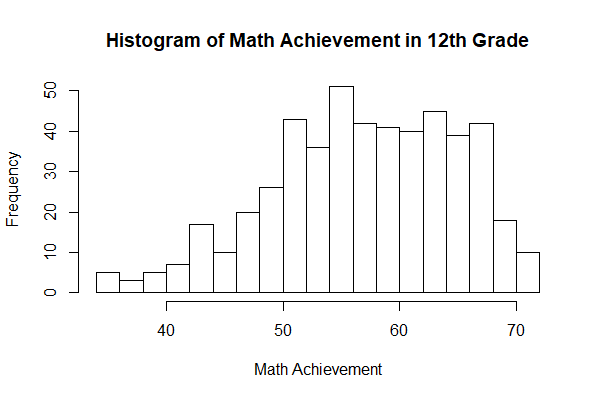 Histogram of Math Achievement in 12th Grade
Frequency
50
40
30
20
10
0
40 50 60 70
Math Achievement